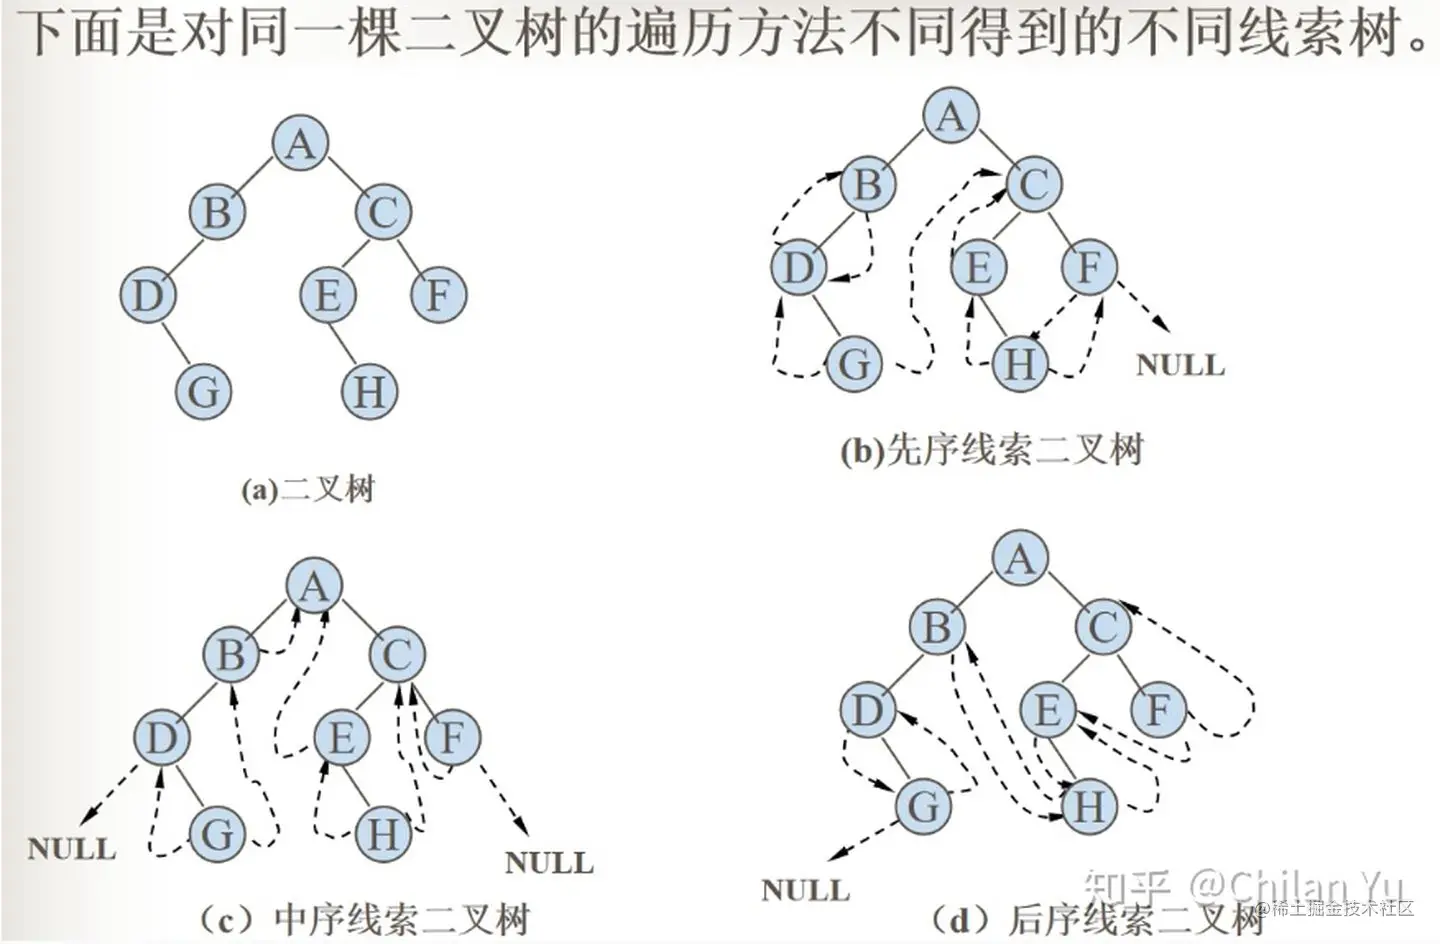 下面是对同一棵二叉树的遍历方法不同得到的不同线索树。
A
B
C
D
E
F
G
H
(a)二叉树
A
B
C
D
E
F
G
H
NULL
(b)先序线索二叉树
A
B
C
D
E
F
G
H
NULL
NULL
（c）中序线索二叉树
A
B
C
D
E
F
G
H
NULL
（d）后序线索二叉树
知乎 @Chilan Yu
@稀土掘金技术社区